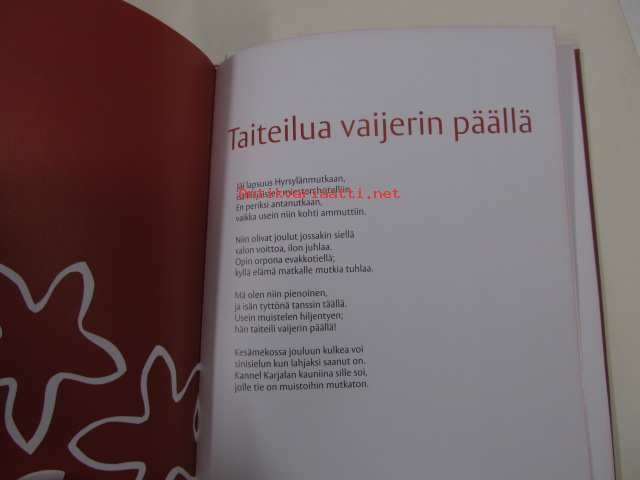 Taiteilua vaijerin päällä
Jäi lapsuus Hyrsylänmutkaan,
En periksi antanutkaan,
vaikka usein niin kohti ammuttiin.
Niin olivat joulut jossakin siellä
valon voittoa, ilon juhlaa.
Opin orpona evakkotiellä;
kyllä elämä matkalle mutkia tuhlaa.
Mä olen niin pienoinen,
ja isän tyttönä tanssin täällä.
Usein muistelen hiljentyen;
hän taiteili vaijerin päällä!
Kesämekossa jouluun kulkea voi
sinisielun kun lahjaksi saanut on.
Kannel Karjalan kauniina sille soi,
jolle tie on muistoihin mutkaton.